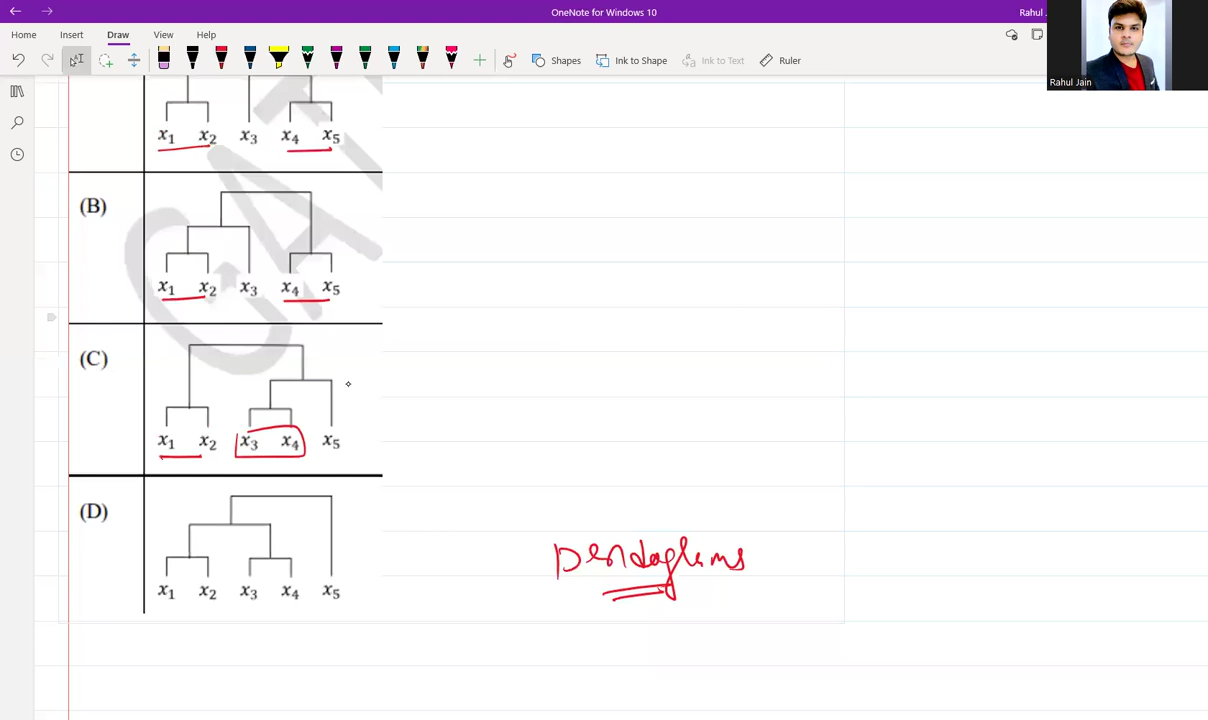 OneNote for Windows 10
Rahul J
Home Insert Draw View Help
Shapes Ink to Shape Ink to Text Ruler
Rahul Jain
x1 x2 x3 x4 x5
(B)
x1 x2 x3 x4 x5
(C)
x1 x2 x3 x4 x5
(D)
x1 x2 x3 x4 x5
Dendograms
GAT